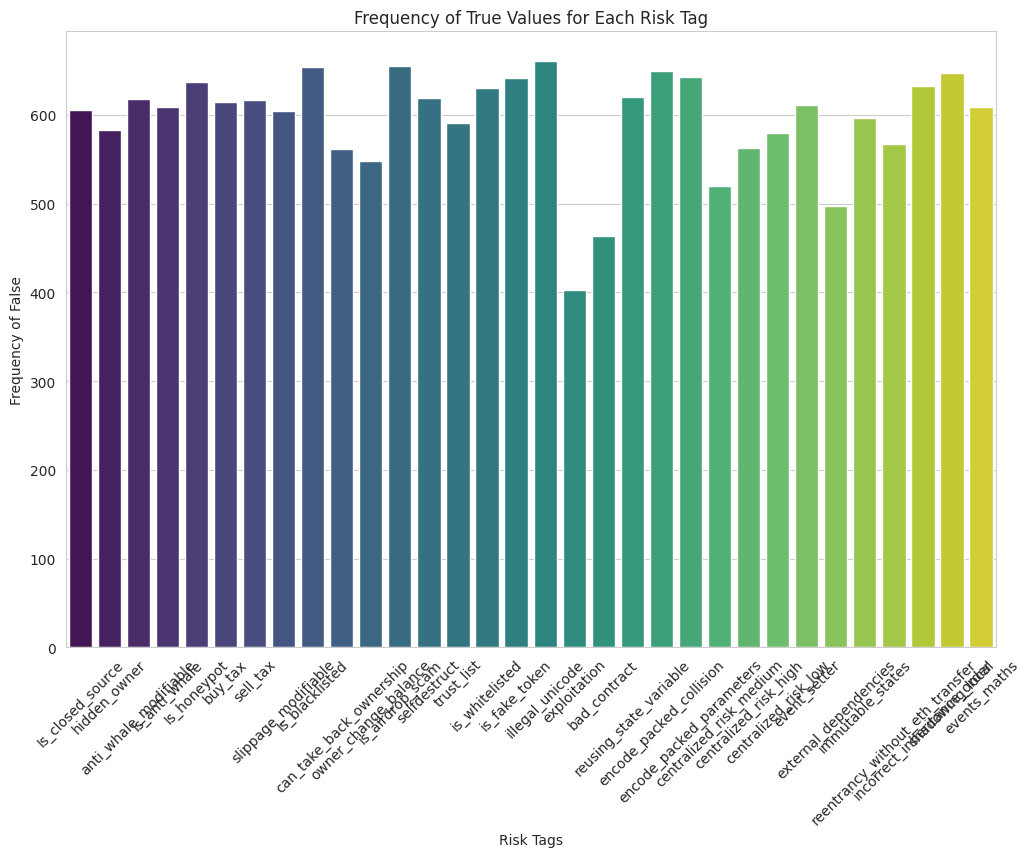 Frequency of True Values for Each Risk Tag
Frequency of False
600
500
400
300
200
100
0
Is_closed_source
hidden_owner
anti_whale_modifiable
Is_anti_whale
Is_honeypot
buy_tax
sell_tax
slippage_modifiable
Is_blacklisted
can_take_back_ownership
owner_change_balance
is_airdrop_scam
selfdestruct
trust_list
is_whitelisted
is_fake_token
illegal_unicode
exploitation
bad_contract
reusing_state_variable
encode_packed_collision
encode_packed_parameters
centralized_risk_medium
centralized_risk_high
centralized_risk_low
event_setter
external_dependencies
immutable_states
reentrancy_without_eth_transfer
incorrect_inheritance_order
shadowing_local
events_maths
Risk Tags